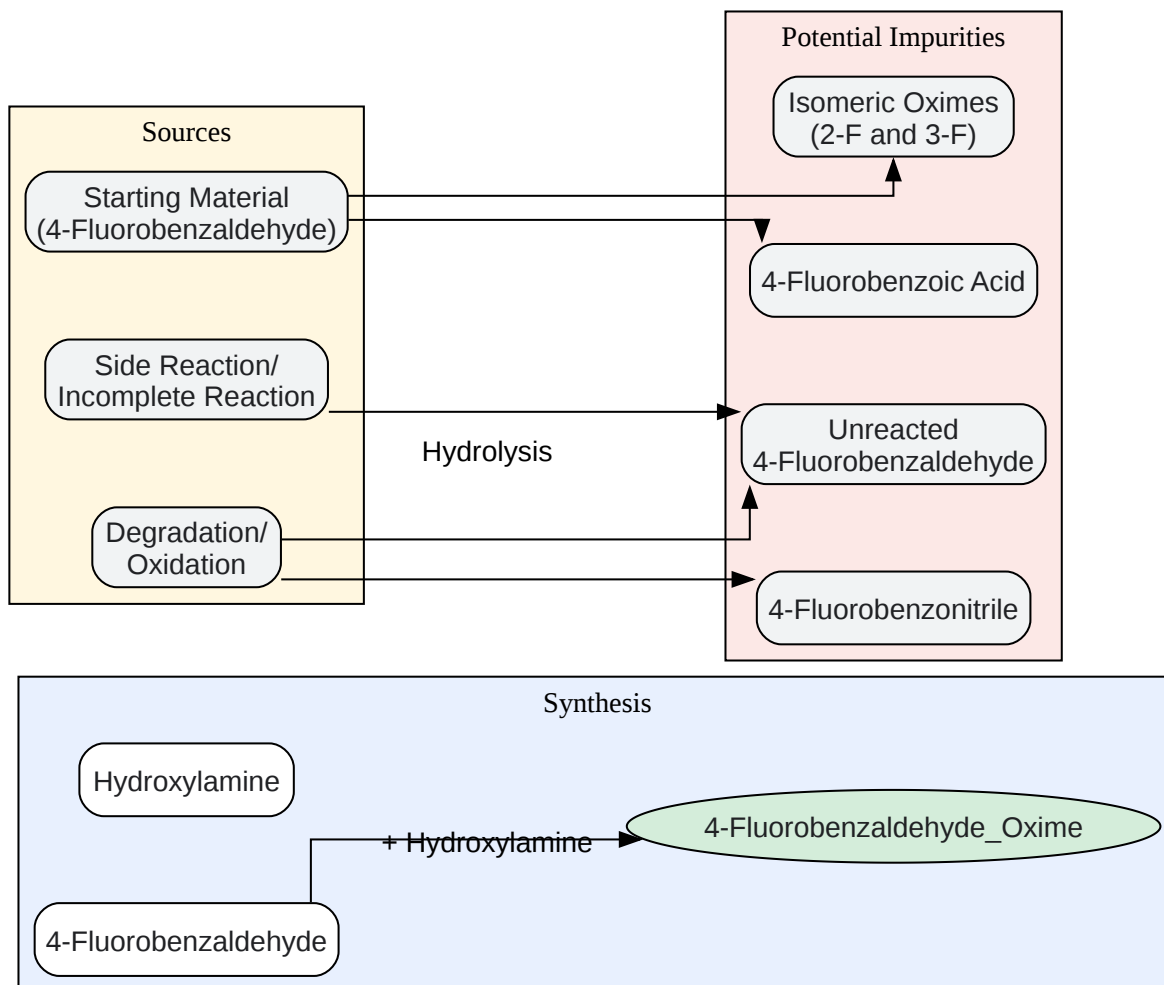 Potential Impurities
Isomeric Oximes
(2-F and 3-F)
Sources
Starting Material
(4-Fluorobenzaldehyde)
4-Fluorobenzoic Acid
Side Reaction/
Incomplete Reaction
Unreacted
4-Fluorobenzaldehyde
Hydrolysis
Degradation/
Oxidation
4-Fluorobenzonitrile
Synthesis
Hydroxylamine
4-Fluorobenzaldehyde_Oxime
+ Hydroxylamine
4-Fluorobenzaldehyde